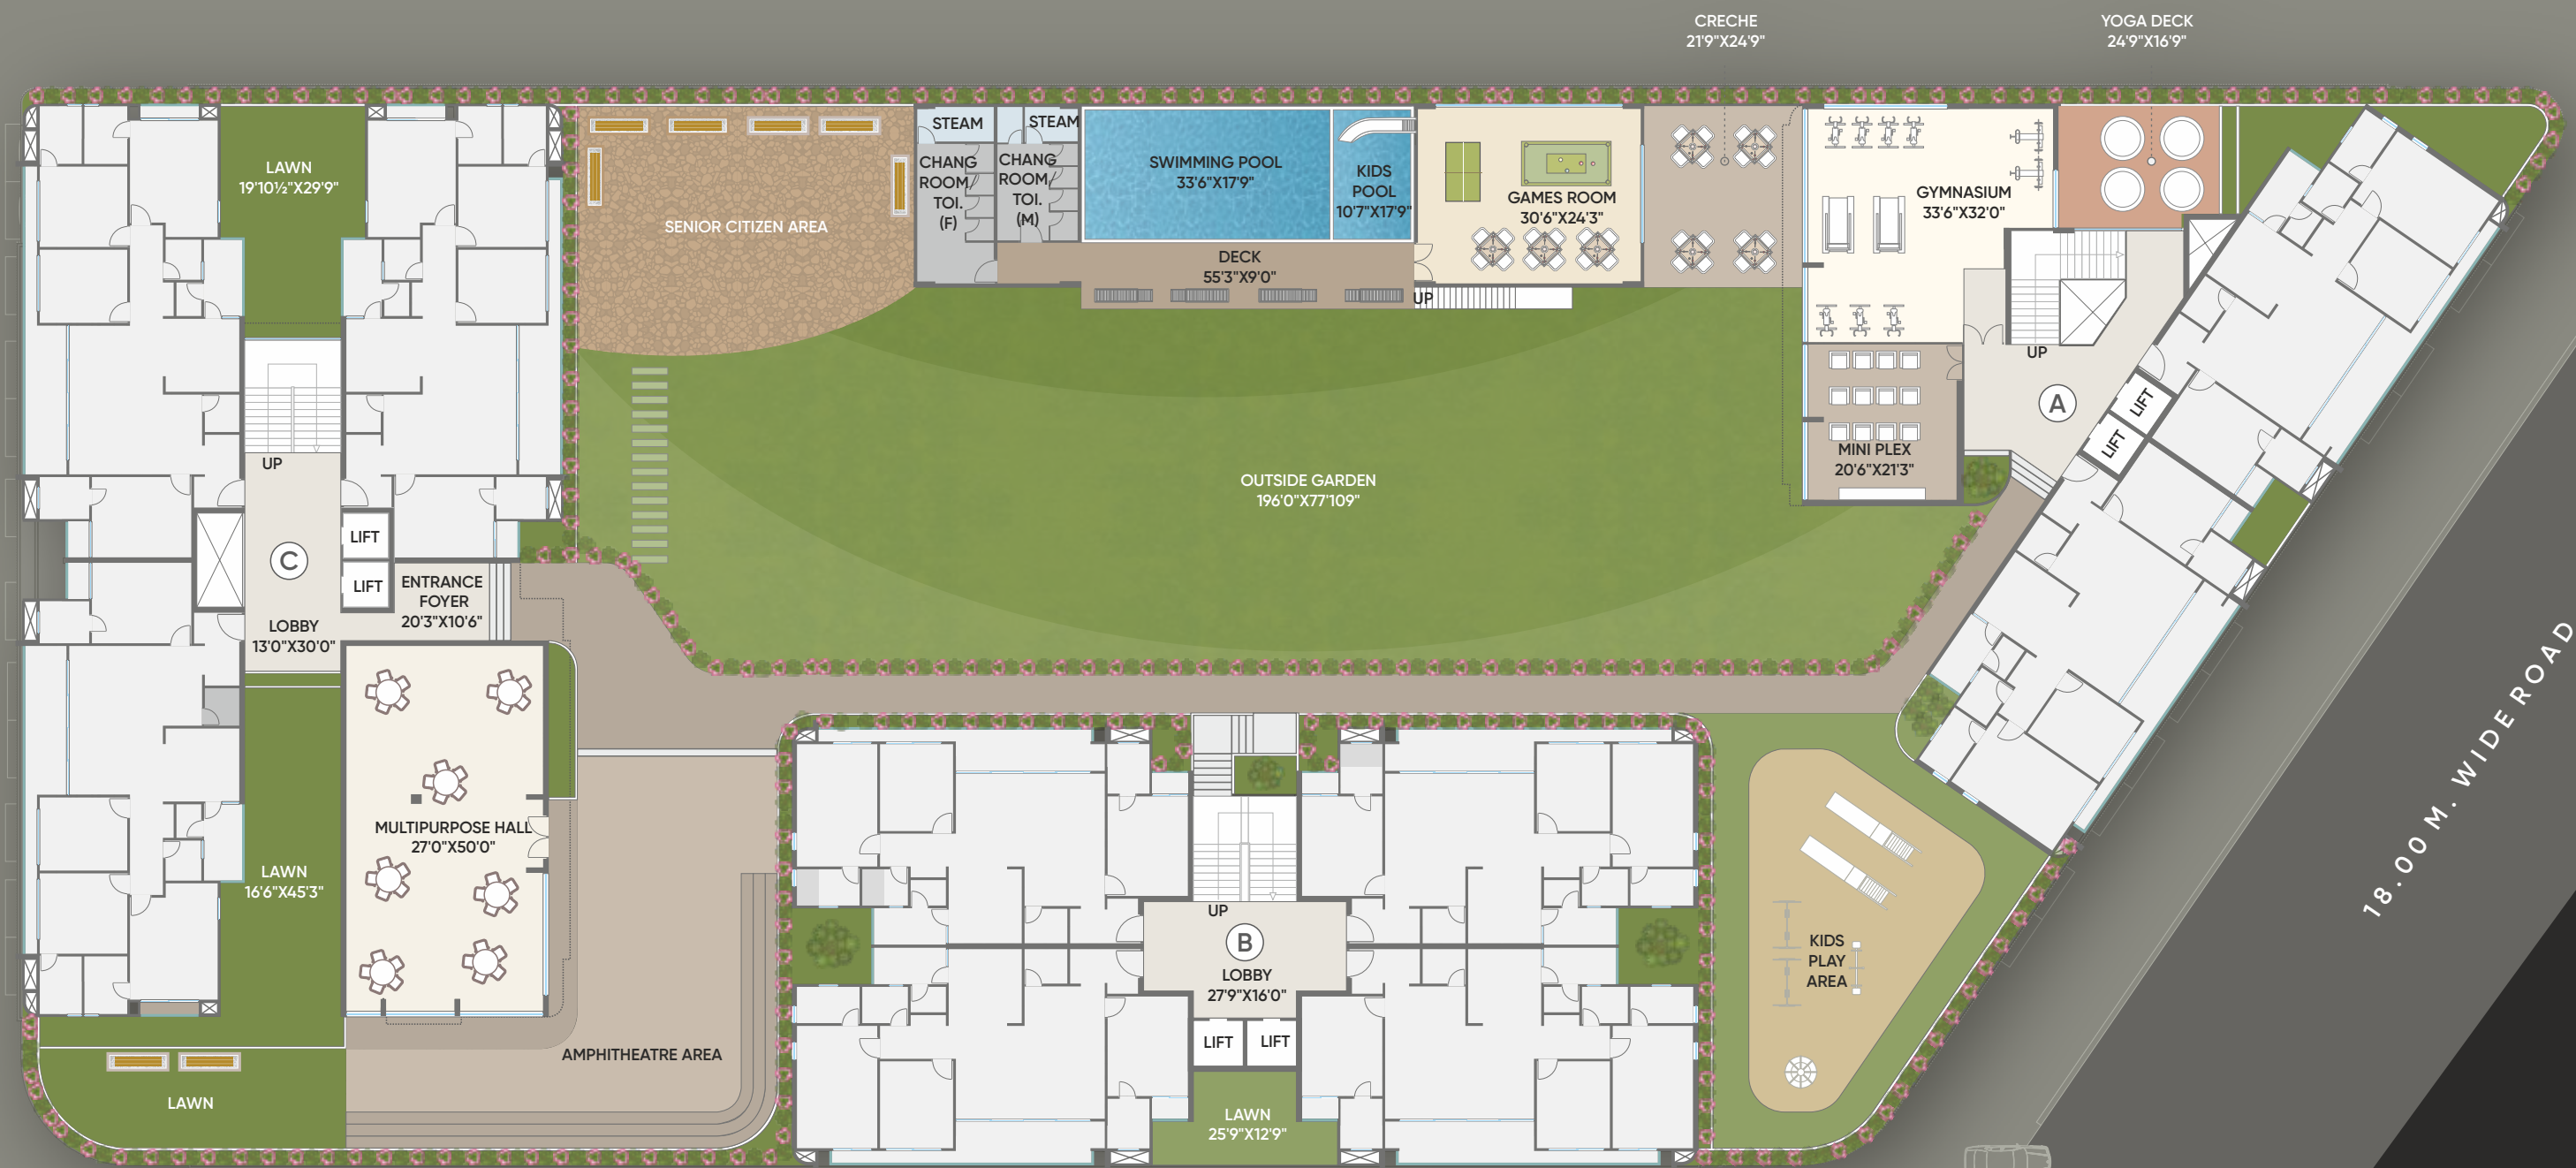 CRECHE
21'9"X24'9"
YOGA DECK
24'9"X16'9"
LAWN
19'10½"X29'9"
SENIOR CITIZEN AREA
STEAM
CHANG
ROOM,
TOI.
(F)
STEAM
CHANG
ROOM,
TOI.
(M)
SWIMMING POOL
33'6"X17'9"
KIDS
POOL
10'7"X17'9"
DECK
55'3"X9'0"
UP
GAMES ROOM
30'6"X24'3"
GYMNASIUM
33'6"X32'0"
UP
A
LIFT
LIFT
MINI PLEX
20'6"X21'3"
OUTSIDE GARDEN
196'0"X77'109"
UP
C
LIFT
LIFT
ENTRANCE
FOYER
20'3"X10'6"
LOBBY
13'0"X30'0"
MULTIPURPOSE HALL
27'0"X50'0"
LAWN
16'6"X45'3"
AMPHITHEATRE AREA
LAWN
UP
B
LOBBY
27'9"X16'0"
LIFT
LIFT
LAWN
25'9"X12'9"
KIDS
PLAY
AREA
18.00 M. WIDE ROAD